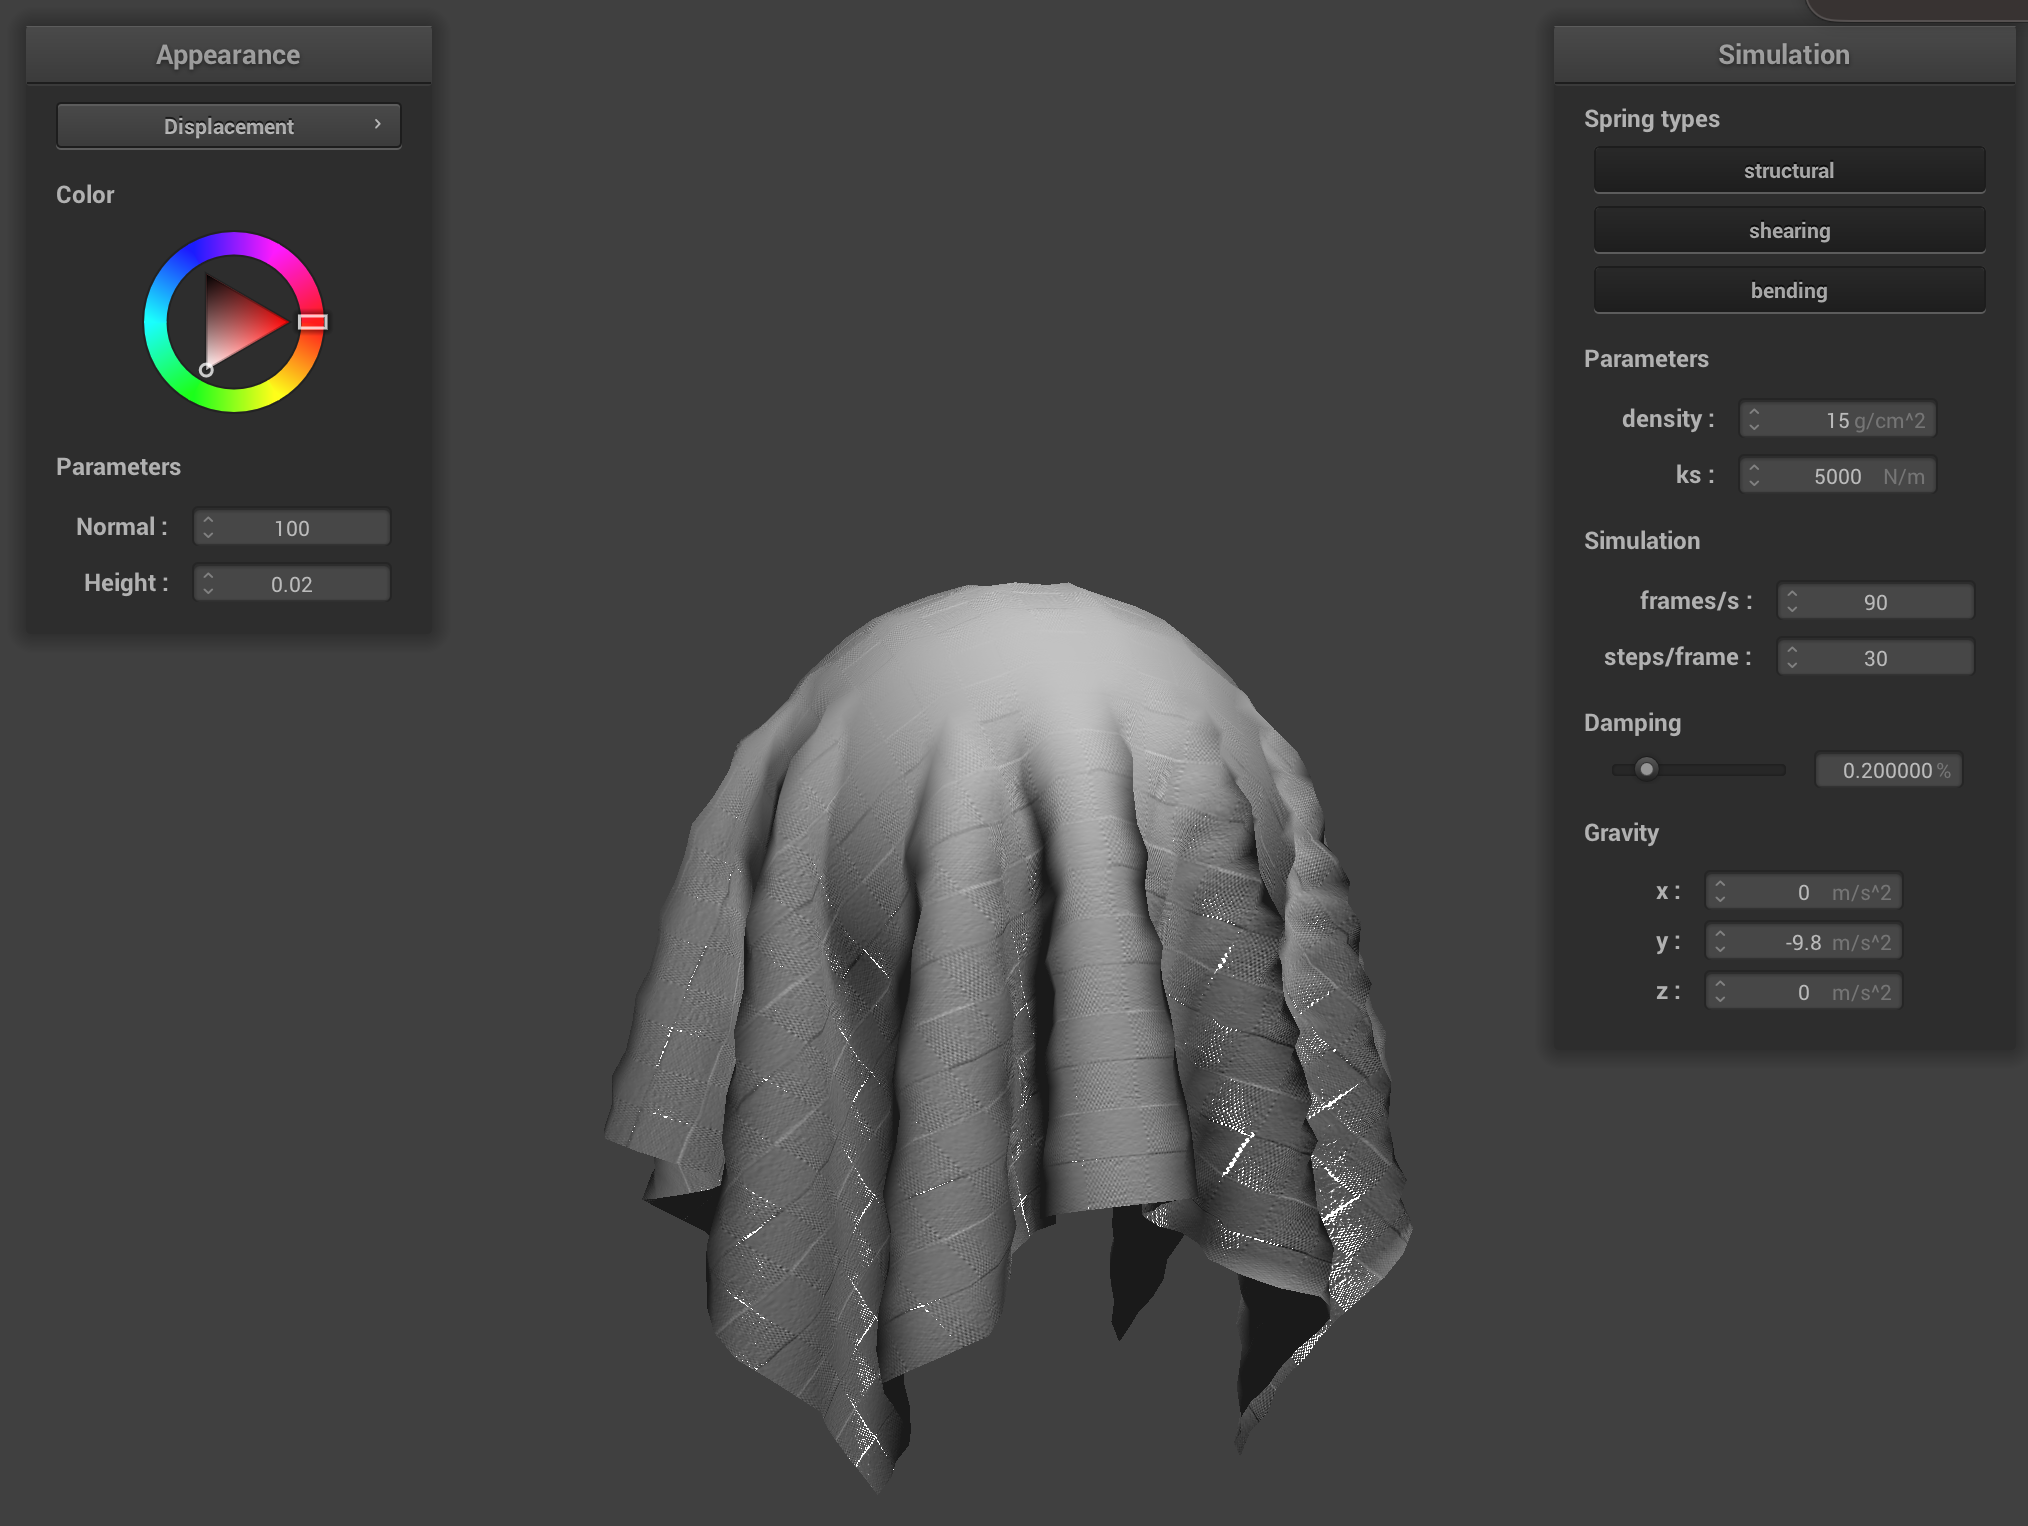 Appearance
Displacement
Color
Parameters
Normal : 100
Height : 0.02
Simulation
Spring types
structural
shearing
bending
Parameters
density : 15 g/cm^2
ks : 5000 N/m
Simulation
frames/s : 90
steps/frame : 30
Damping
0.200000 %
Gravity
x : 0 m/s^2
y : -9.8 m/s^2
z : 0 m/s^2